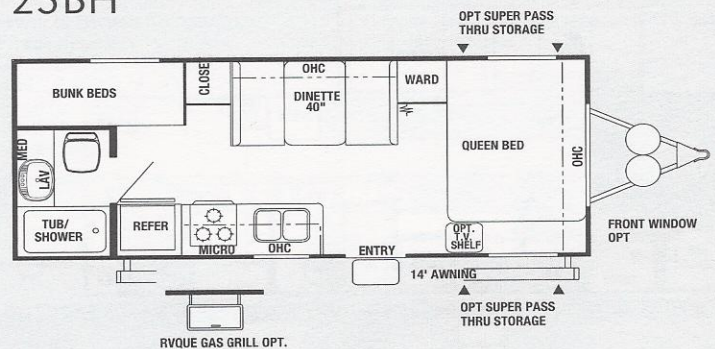 25BH
OPT SUPER PASS
THRU STORAGE
BUNK BEDS
CLOSE
OHC
DINETTE
40"
WARD
QUEEN BED
OHC
MED
LAV
TUB/
SHOWER
REFER
MICRO
OHC
ENTRY
OPT.
T.V.
SHELF
FRONT WINDOW
OPT
14' AWNING
OPT SUPER PASS
THRU STORAGE
RVQUE GAS GRILL OPT.